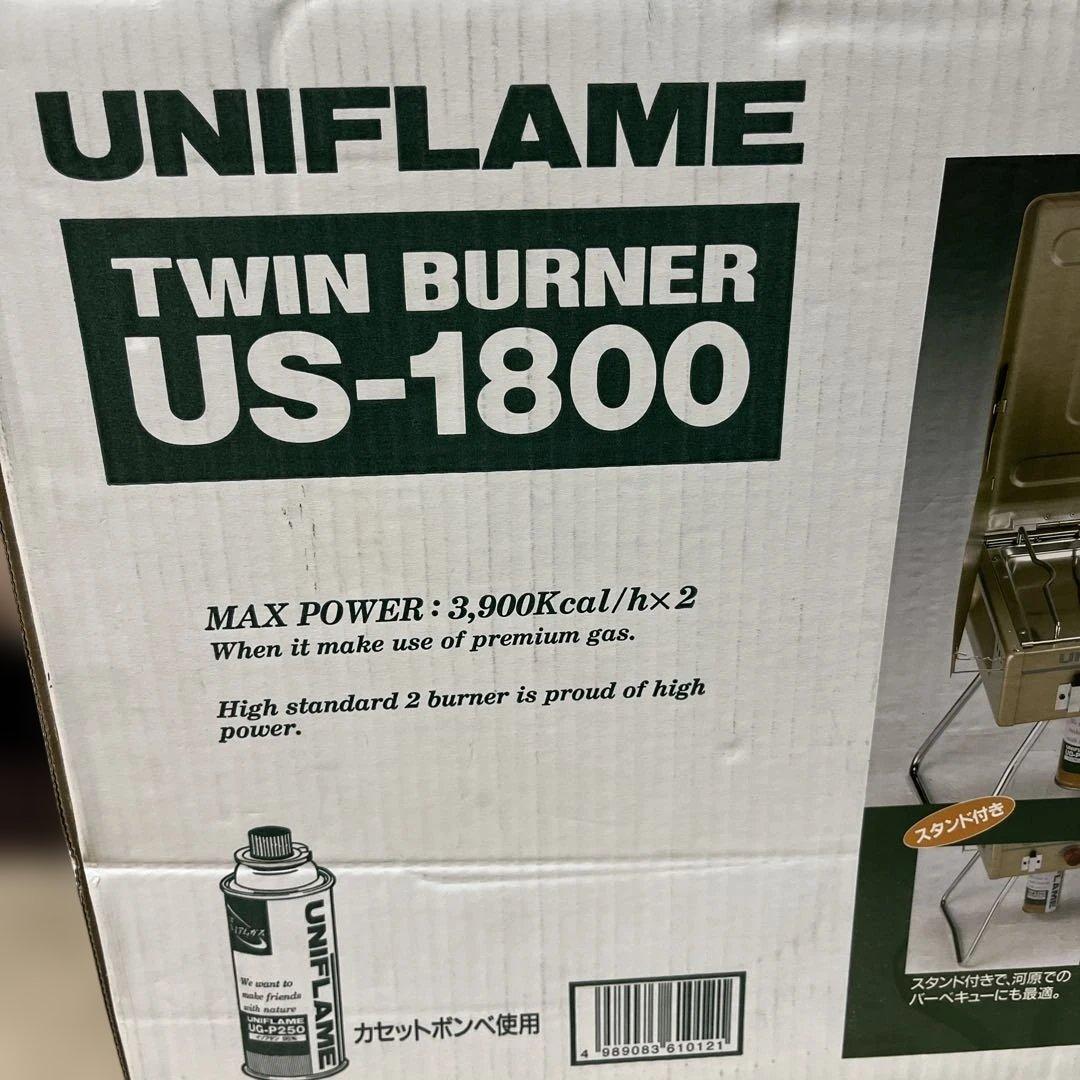 UNIFLAME
TWIN BURNER
US-1800
MAX POWER : 3,900Kcal/h×2
When it make use of premium gas.
High standard 2 burner is proud of high
power.
スタンド付き
スタンド付きで、河原での
バーベキューにも最適。
We want to
make friends
with nature
UNIFLAME
UG-P250
UNIFLAME
カセットボンベ使用
4 989083 610121